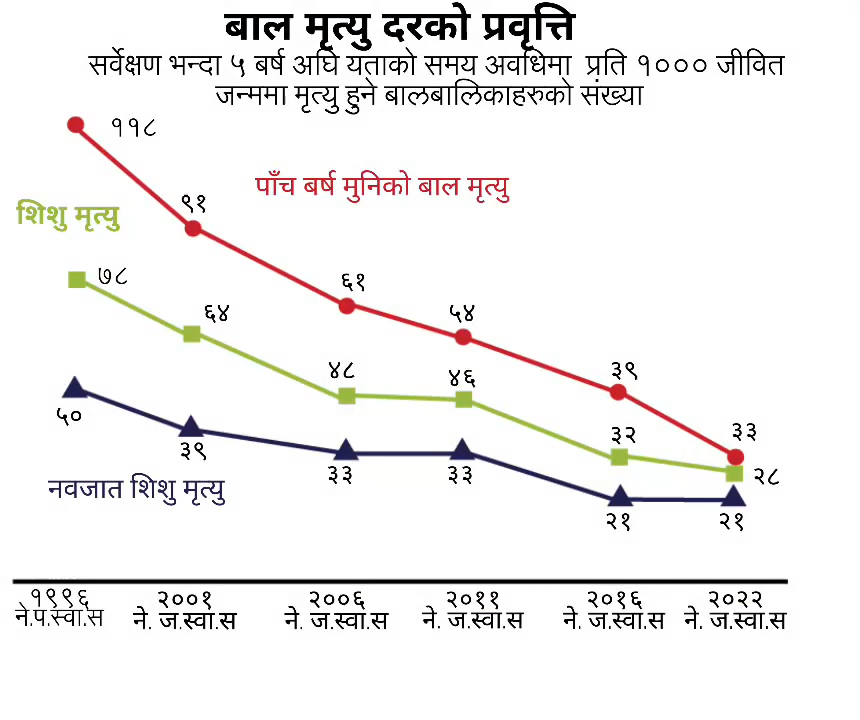 बाल मृत्यु दरको प्रवृत्ति
सर्वेक्षण भन्दा ५ बर्ष अघि यताको समय अवधिमा प्रति १००० जीवित
जन्ममा मृत्यु हुने बालबालिकाहरुको संख्या
११८
पाँच बर्ष मुनिको बाल मृत्यु
९१
शिशु मृत्यु
७८
६१
६४
५४
४८
४६
३९
५०
३९
३२
३३
३३
३३
२८
नवजात शिशु मृत्यु
२१
२१
१९९६ २००१ २००६ २०११ २०१६ २०२२
ने.प.स्वा.स ने. ज.स्वा.स ने. ज.स्वा.स ने. ज.स्वा.स ने. ज.स्वा.स ने. ज.स्वा.स